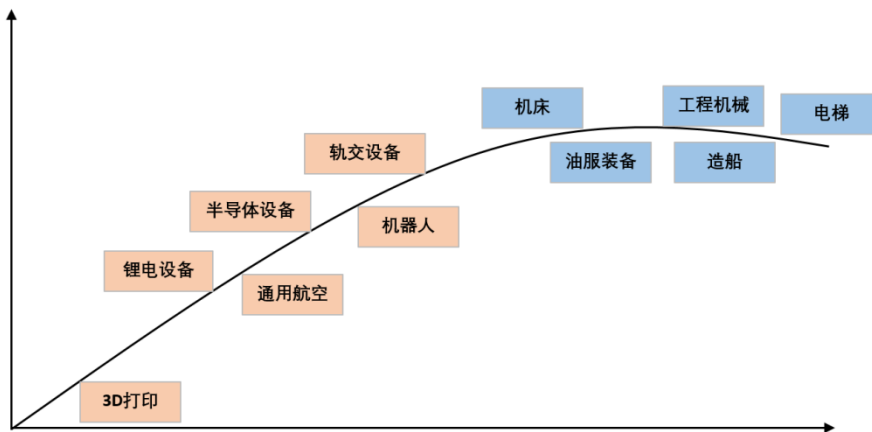 机床
工程机械
电梯
轨交设备
油服装备
造船
半导体设备
机器人
锂电设备
通用航空
3D打印